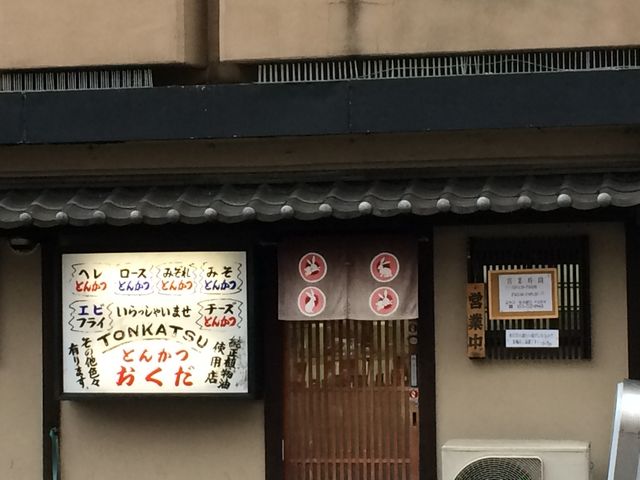 ヘレ
とんかつ
ロース
とんかつ
みぞれ
とんかつ
みそ
とんかつ
エビ
フライ
いらっしゃいませ
チーズ
とんかつ
TONKATSU
とんかつ
おくだ
その他色々
有ります。
純正植物油
使用店
営業中
営業時間